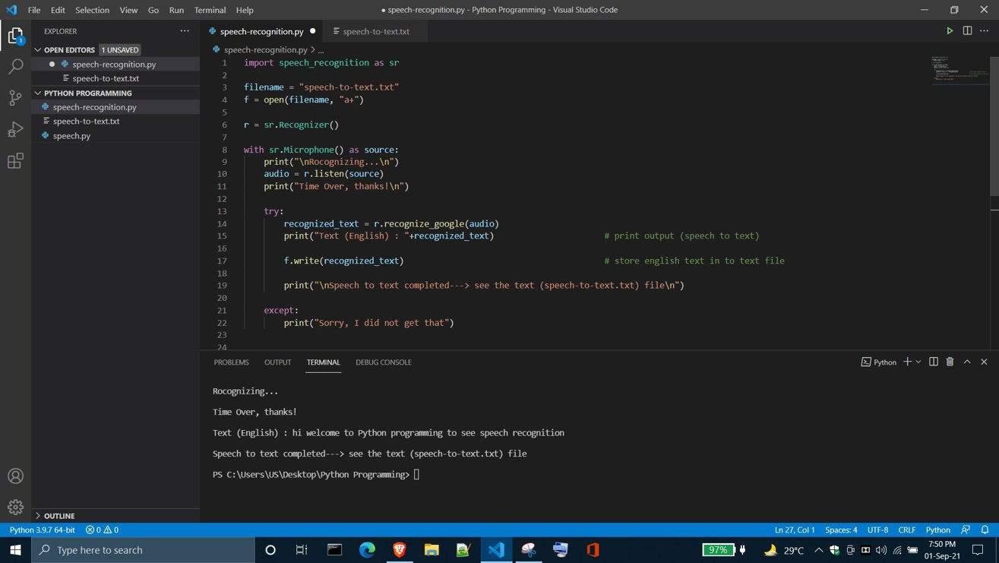 File Edit Selection View Go Run Terminal Help
● speech-recognition.py - Python Programming - Visual Studio Code
EXPLORER
OPEN EDITORS 1 UNSAVED
speech-recognition.py
speech-to-text.txt
PYTHON PROGRAMMING
speech-recognition.py
speech-to-text.txt
speech.py
OUTLINE
1
speech-recognition.py ●
speech-to-text.txt
speech-recognition.py > ...
1 import speech_recognition as sr
2
3 filename = "speech-to-text.txt"
4 f = open(filename, "a+")
5
6 r = sr.Recognizer()
7
8 with sr.Microphone() as source:
9 print("\nRocognizing...\n")
10 audio = r.listen(source)
11 print("Time Over, thanks!\n")
12
13 try:
14 recognized_text = r.recognize_google(audio)
15 print("Text (English) : "+recognized_text) # print output (speech to text)
16
17 f.write(recognized_text) # store english text in to text file
18
19 print("\nSpeech to text completed---> see the text (speech-to-text.txt) file\n")
20
21 except:
22 print("Sorry, I did not get that")
23
24
PROBLEMS OUTPUT TERMINAL DEBUG CONSOLE
Python
Rocognizing...
Time Over, thanks!
Text (English) : hi welcome to Python programming to see speech recognition
Speech to text completed---> see the text (speech-to-text.txt) file
PS C:\Users\US\Desktop\Python Programming>
Python 3.9.7 64-bit 0 0
Ln 27, Col 1 Spaces: 4 UTF-8 CRLF Python
Type here to search
97%
29°C
7:50 PM
01-Sep-21